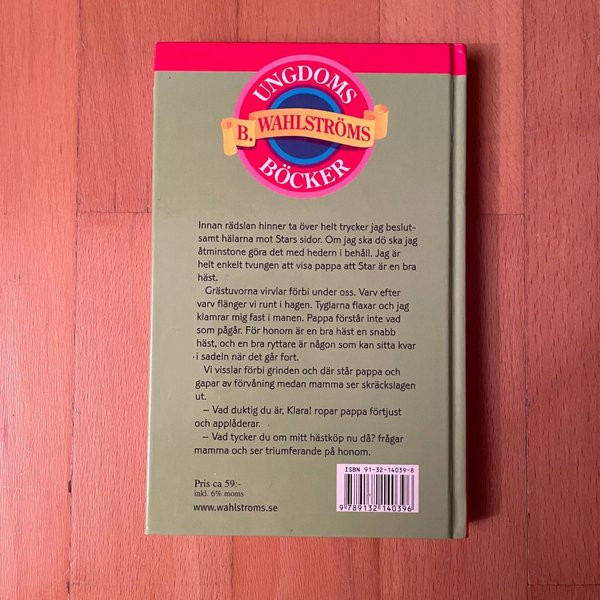 UNGDOMS
B. WAHLSTRÖMS
BÖCKER
Innan rädslan hinner ta över helt trycker jag beslut-
samt hälarna mot Stars sidor. Om jag ska dö ska jag
åtminstone göra det med hedern i behåll. Jag är
helt enkelt tvungen att visa pappa att Star är en bra
häst.
Grästuvorna virvlar förbi under oss. Varv efter
varv flänger vi runt i hagen. Tyglarna flaxar och jag
klamrar mig fast i manen. Pappa förstår inte vad
som pågår. För honom är en bra häst en snabb
häst, och en bra ryttare är någon som kan sitta kvar
i sadeln när det går fort.
Vi visslar förbi grinden och där står pappa och
gapar av förvåning medan mamma ser skräckslagen
ut.
– Vad duktig du är, Klara! ropar pappa förtjust
och applåderar.
– Vad tycker du om mitt hästköp nu då? frågar
mamma och ser triumferande på honom.
ISBN 91-32-14039-8
9 789132 140396
Pris ca 59:-
inkl. 6% moms
www.wahlstroms.se